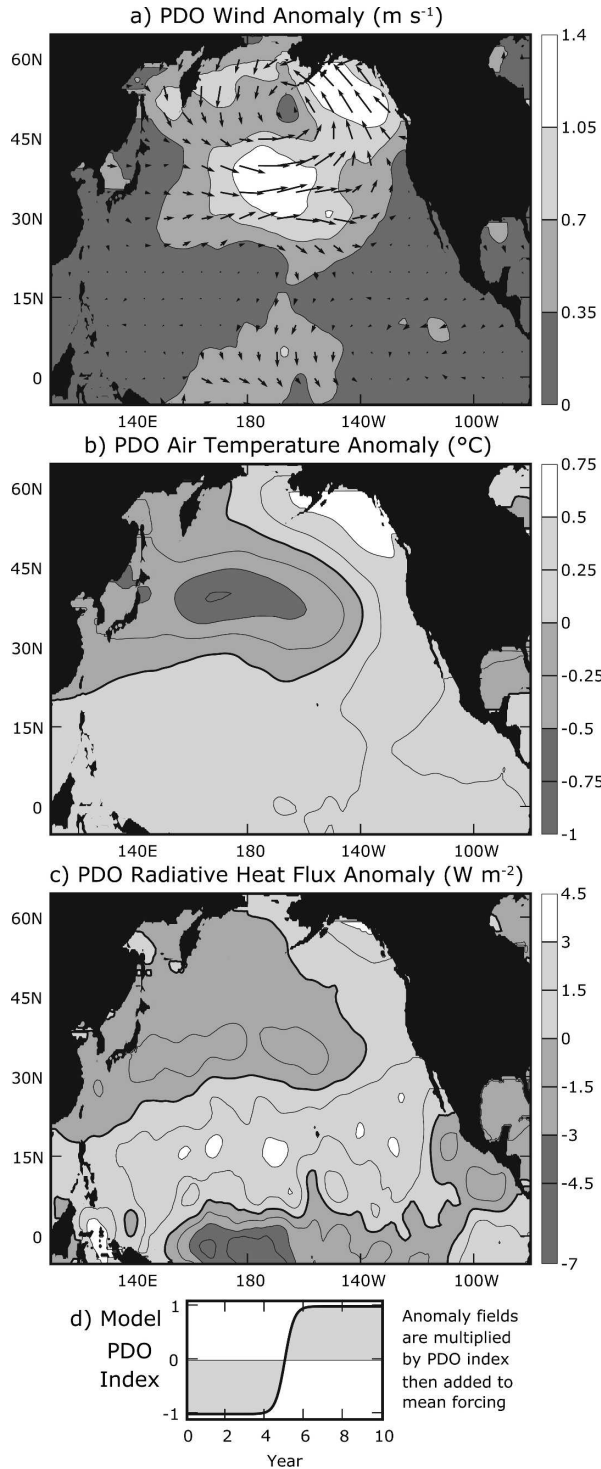 a) PDO Wind Anomaly (m s-1)
60N
45N
30N
15N
0
140E 180 140W 100W
1.4
1.05
0.7
0.35
0
b) PDO Air Temperature Anomaly (°C)
60N
45N
30N
15N
0
140E 180 140W 100W
0.75
0.5
0.25
0
-0.25
-0.5
-0.75
-1
c) PDO Radiative Heat Flux Anomaly (W m-2)
60N
45N
30N
15N
0
140E 180 140W 100W
4.5
3
1.5
0
-1.5
-3
-4.5
-7
d) Model
PDO
Index
1
0
-1
0 2 4 6 8 10
Year
Anomaly fields
are multiplied
by PDO index
then added to
mean forcing